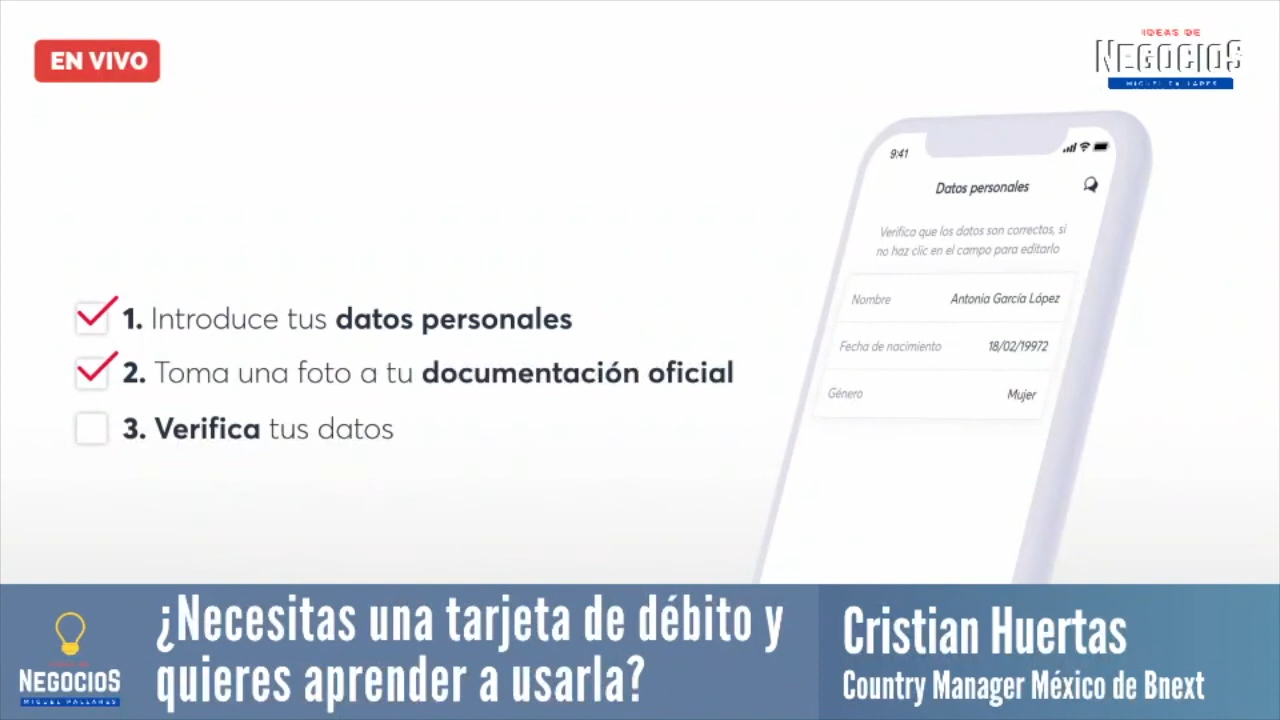 EN VIVO
IDEAS DE
NEGOCIOS
9:41
Datos personales
Verifica que los datos son correctos, si
no haz clic en el campo para editarlo
Nombre Antonia García López
Fecha de nacimiento 18/02/19972
Género Mujer
1. Introduce tus datos personales
2. Toma una foto a tu documentación oficial
3. Verifica tus datos
¿Necesitas una tarjeta de débito y
quieres aprender a usarla?
NEGOCIOS
MIGUEL PALLARES
Cristian Huertas
Country Manager México de Bnext